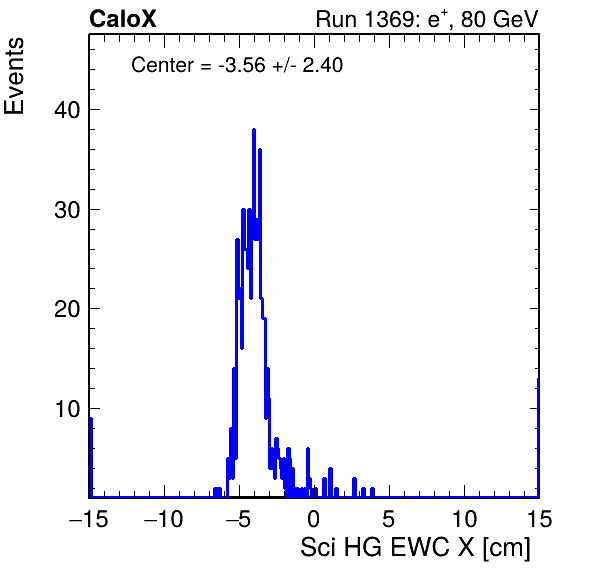 CaloX Run 1369: e⁺, 80 GeV
Center = -3.56 +/- 2.40
Events
40
30
20
10
−15 −10 −5 0 5 10 15
Sci HG EWC X [cm]